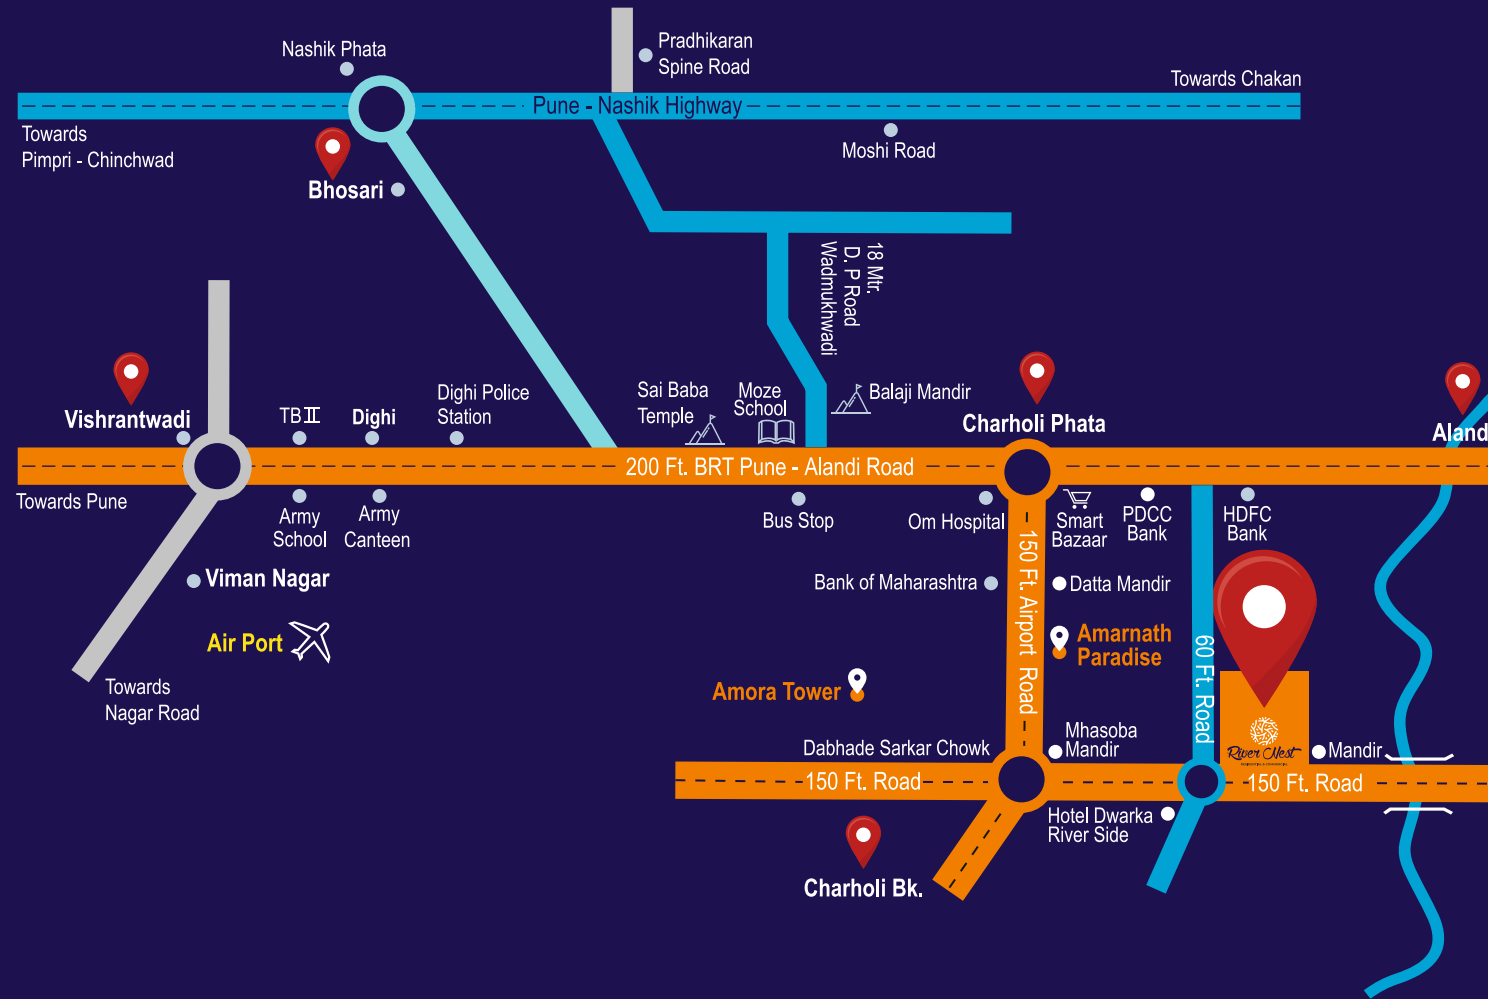 Nashik Phata
Pradhikaran
Spine Road
Towards Chakan
Pune - Nashik Highway
Towards
Pimpri - Chinchwad
Moshi Road
Bhosari
18 Mtr.
D. P Road
Wadmukhwadi
Vishrantwadi
TB II
Dighi
Dighi Police
Station
Sai Baba
Temple
Moze
School
Balaji Mandir
Charholi Phata
Aland
200 Ft. BRT Pune - Alandi Road
Towards Pune
Army
School
Army
Canteen
Bus Stop
Om Hospital
Smart
Bazaar
PDCC
Bank
HDFC
Bank
Viman Nagar
Bank of Maharashtra
150 Ft. Airport Road
Datta Mandir
Air Port
Amarnath
Paradise
60 Ft. Road
Towards
Nagar Road
Amora Tower
Dabhade Sarkar Chowk
Mhasoba
Mandir
River Nest
Mandir
150 Ft. Road
150 Ft. Road
Hotel Dwarka
River Side
Charholi Bk.